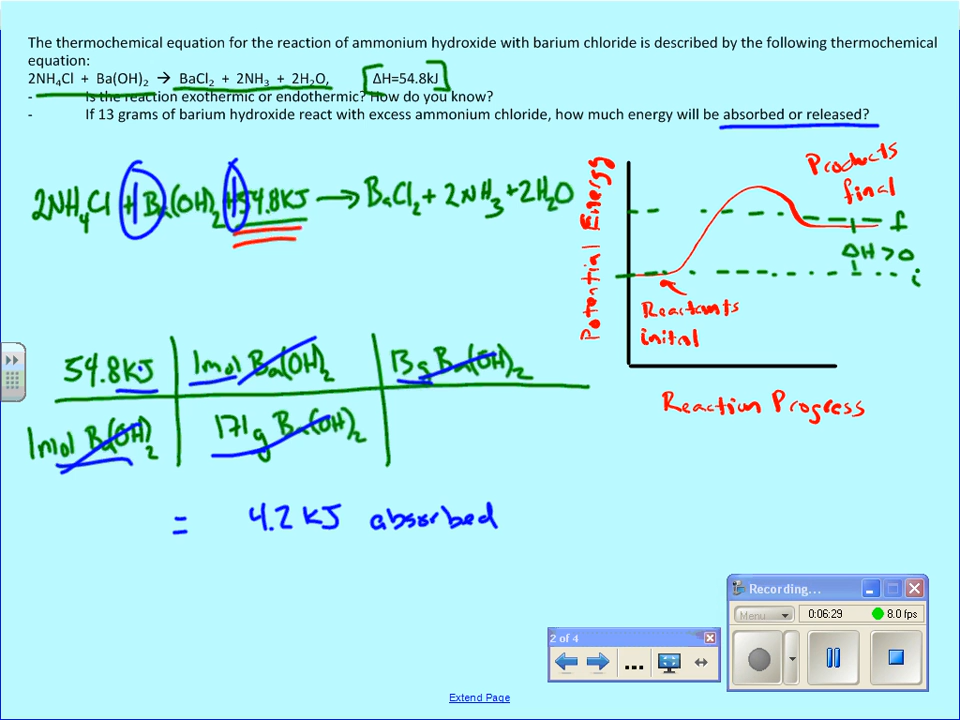 The thermochemical equation for the reaction of ammonium hydroxide with barium chloride is described by the following thermochemical
equation:
2NH₄Cl + Ba(OH)₂ → BaCl₂ + 2NH₃ + 2H₂O, ΔH=54.8kJ
- Is the reaction exothermic or endothermic? How do you know?
- If 13 grams of barium hydroxide react with excess ammonium chloride, how much energy will be absorbed or released?
2NH₄Cl + Ba(OH)₂ + 54.8KJ → BaCl₂ + 2NH₃ + 2H₂O
Potential Energy
Products
final
f
ΔH > 0
i
Reactants
initial
Reaction Progress
54.8KJ 1mol Ba(OH)₂ 13g Ba(OH)₂
1mol Ba(OH)₂ 171g Ba(OH)₂
= 4.2 KJ absorbed
Recording...
Menu 0:06:29 8.0 fps
2 of 4
...
Extend Page